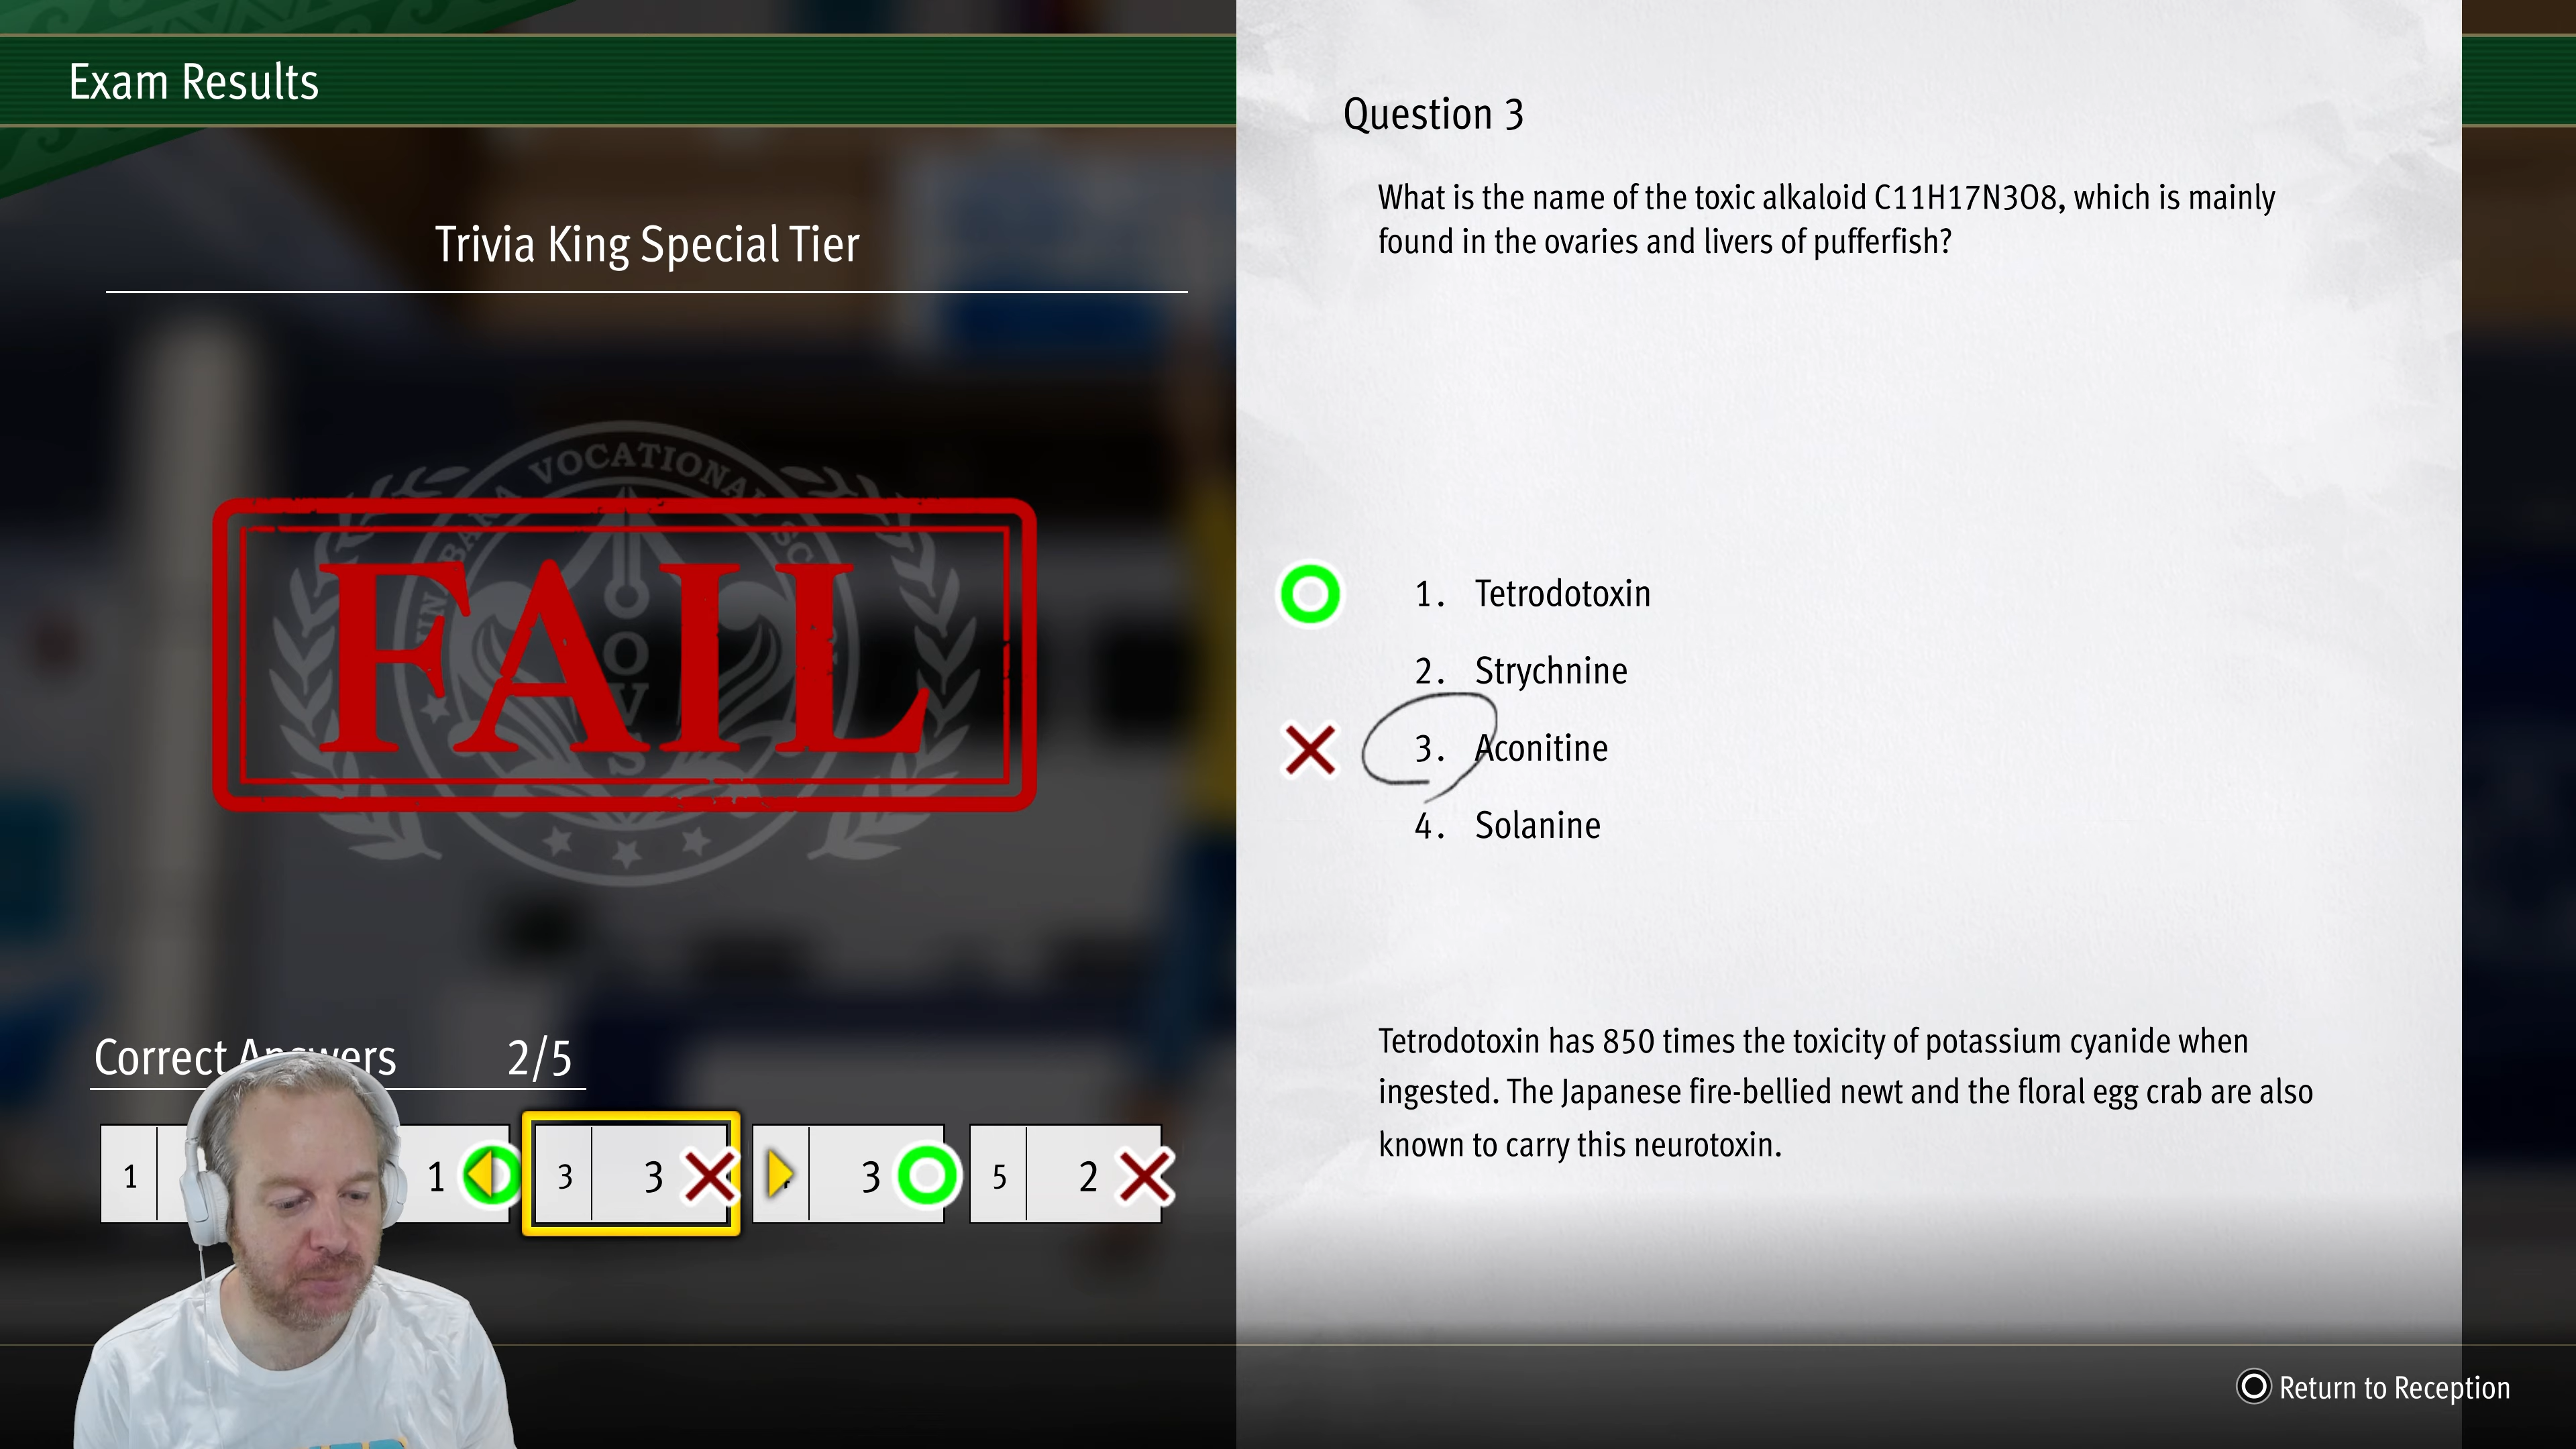 Exam Results
Trivia King Special Tier
VOCATIONAL
FAIL
Correct Answers 2/5
1 1 3 3 3 5 2
Question 3
What is the name of the toxic alkaloid C11H17N3O8, which is mainly
found in the ovaries and livers of pufferfish?
1. Tetrodotoxin
2. Strychnine
3. Aconitine
4. Solanine
Tetrodotoxin has 850 times the toxicity of potassium cyanide when
ingested. The Japanese fire-bellied newt and the floral egg crab are also
known to carry this neurotoxin.
Return to Reception